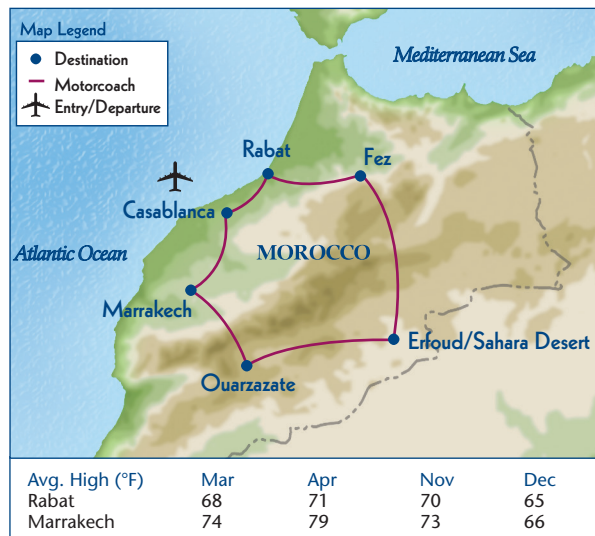 Map Legend
Destination
Motorcoach
Entry/Departure
Mediterranean Sea
Rabat
Fez
Casablanca
Atlantic Ocean
MOROCCO
Marrakech
Erfoud/Sahara Desert
Ouarzazate
Avg. High (°F) Mar Apr Nov Dec
Rabat 68 71 70 65
Marrakech 74 79 73 66